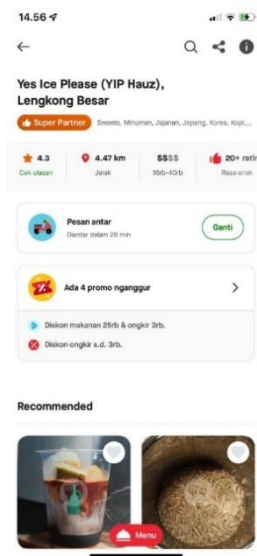 14.56
Yes Ice Please (YIP Hauz),
Lengkong Besar
Super Partner
Sweets, Minuman, Jajanan, Jepang, Korea, Kopi,...
4.3
4.47 km
$$$$
20+ ratin
Cek ulasan
Jarak
16rb-40rb
Rasa enak
Pesan antar
Diantar dalam 26 min
Ganti
Ada 4 promo nganggur
Diskon makanan 25rb & ongkir 3rb.
Diskon ongkir s.d. 3rb.
Recommended
Menu